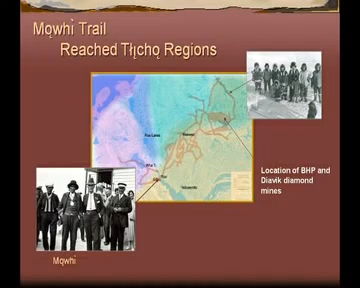 Mǫwhì Trail
Reached Tłı̨chǫ Regions
Location of BHP and
Diavik diamond
mines
Mǫwhì